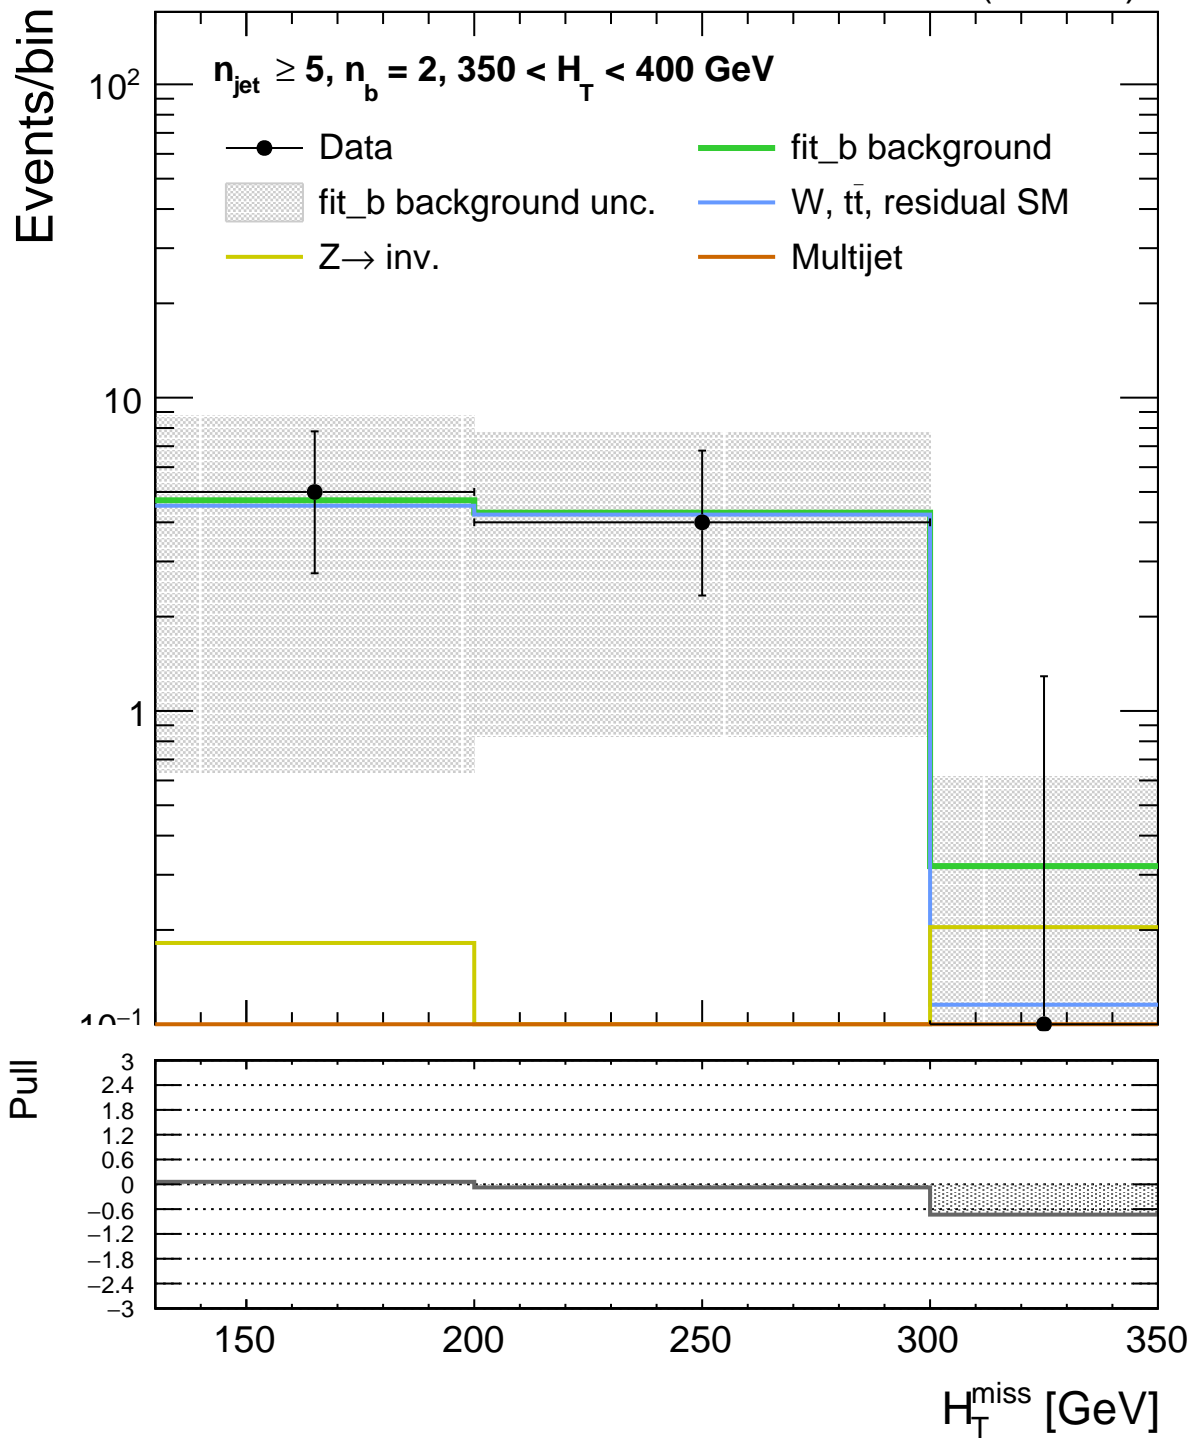 Events/bin
n_jet ≥ 5, n_b = 2, 350 < H_T < 400 GeV
Data
fit_b background
fit_b background unc.
W, tt̄, residual SM
Z→ inv.
Multijet
10²
10
1
10⁻¹
Pull
3
2.4
1.8
1.2
0.6
0
−0.6
−1.2
−1.8
−2.4
−3
150 200 250 300 350
H_T^miss [GeV]